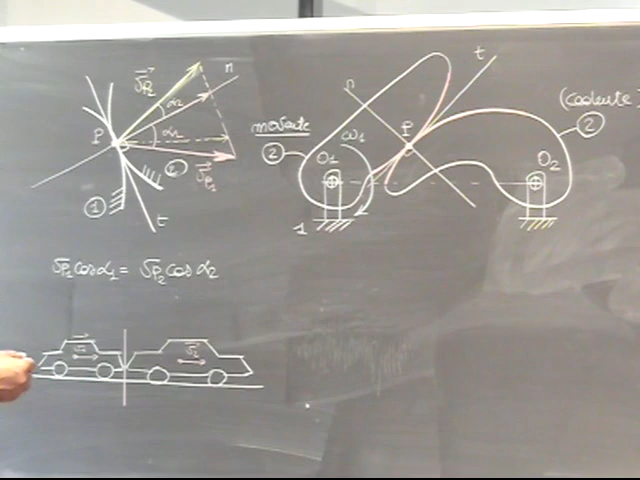 v⃗P2
n
α2
P
α1
v⃗P1
2
1
t
vP1 cos α1 = vP2 cos α2
v⃗2
movente
2
ω1
O1
n
P
t
(cedente)
2
O2
1